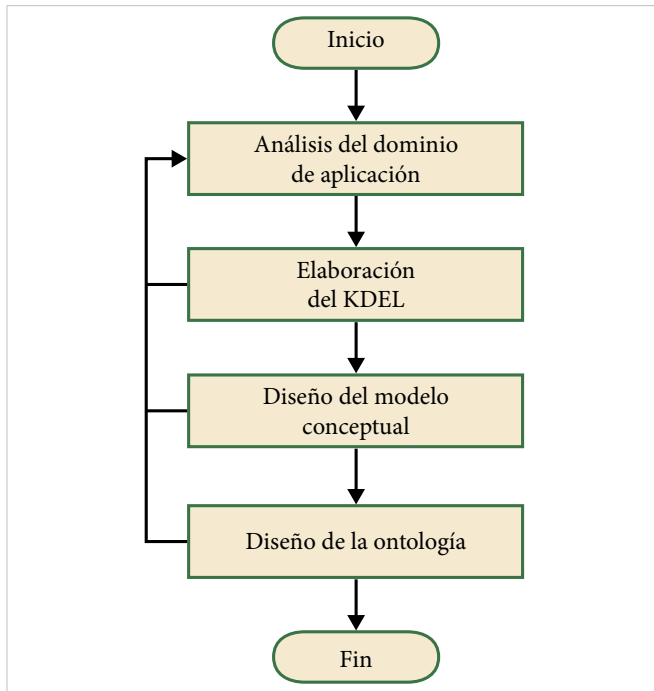 Inicio
Análisis del dominio
de aplicación
Elaboración
del KDEL
Diseño del modelo
conceptual
Diseño de la ontología
Fin